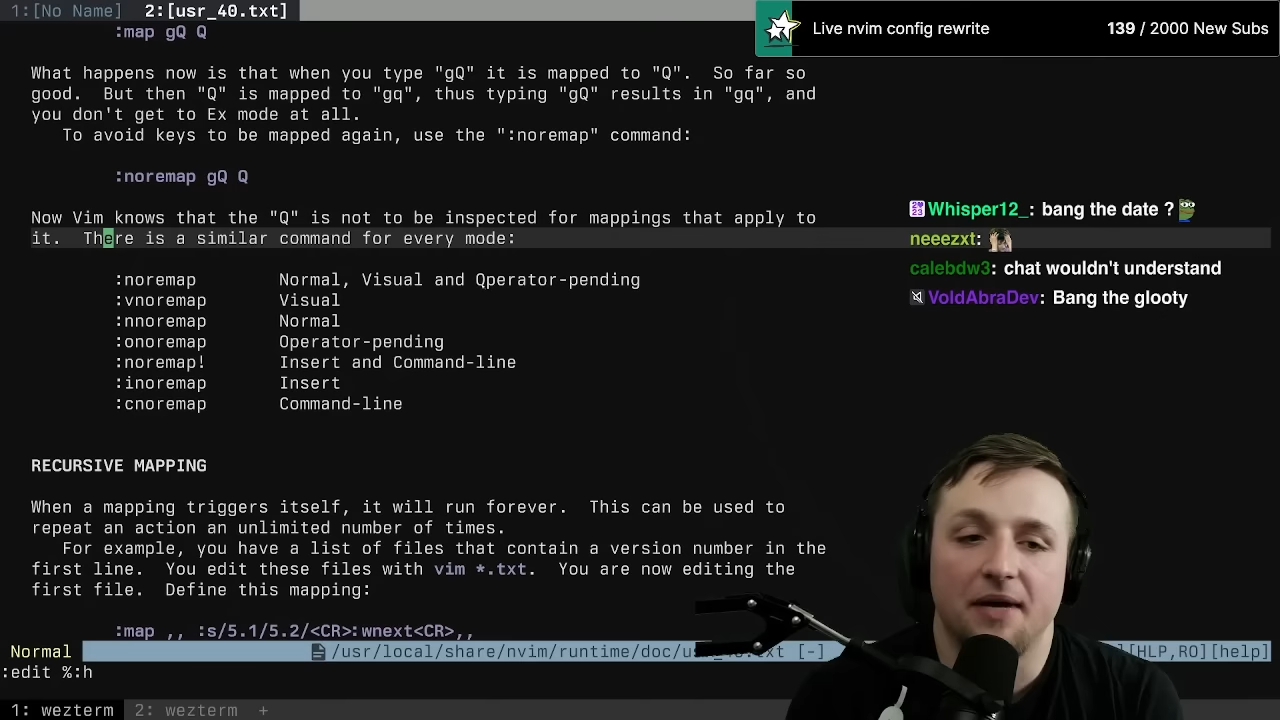 1:[No Name]  2:[usr_40.txt]
Live nvim config rewrite
139 / 2000 New Subs
:map gQ Q
What happens now is that when you type "gQ" it is mapped to "Q".  So far so
good.  But then "Q" is mapped to "gq", thus typing "gQ" results in "gq", and
you don't get to Ex mode at all.
To avoid keys to be mapped again, use the ":noremap" command:
:noremap gQ Q
Now Vim knows that the "Q" is not to be inspected for mappings that apply to
it.  There is a similar command for every mode:
:noremap Normal, Visual and Operator-pending
:vnoremap Visual
:nnoremap Normal
:onoremap Operator-pending
:noremap! Insert and Command-line
:inoremap Insert
:cnoremap Command-line
Whisper12_: bang the date ?
neeezxt:
calebdw3: chat wouldn't understand
VoldAbraDev: Bang the glooty
RECURSIVE MAPPING
When a mapping triggers itself, it will run forever.  This can be used to
repeat an action an unlimited number of times.
For example, you have a list of files that contain a version number in the
first line.  You edit these files with vim *.txt.  You are now editing the
first file.  Define this mapping:
:map ,, :s/5.1/5.2/<CR>:wnext<CR>,,
Normal /usr/local/share/nvim/runtime/doc/usr_40.txt [-] [HLP,RO][help]
:edit %:h
1: wezterm  2: wezterm  +